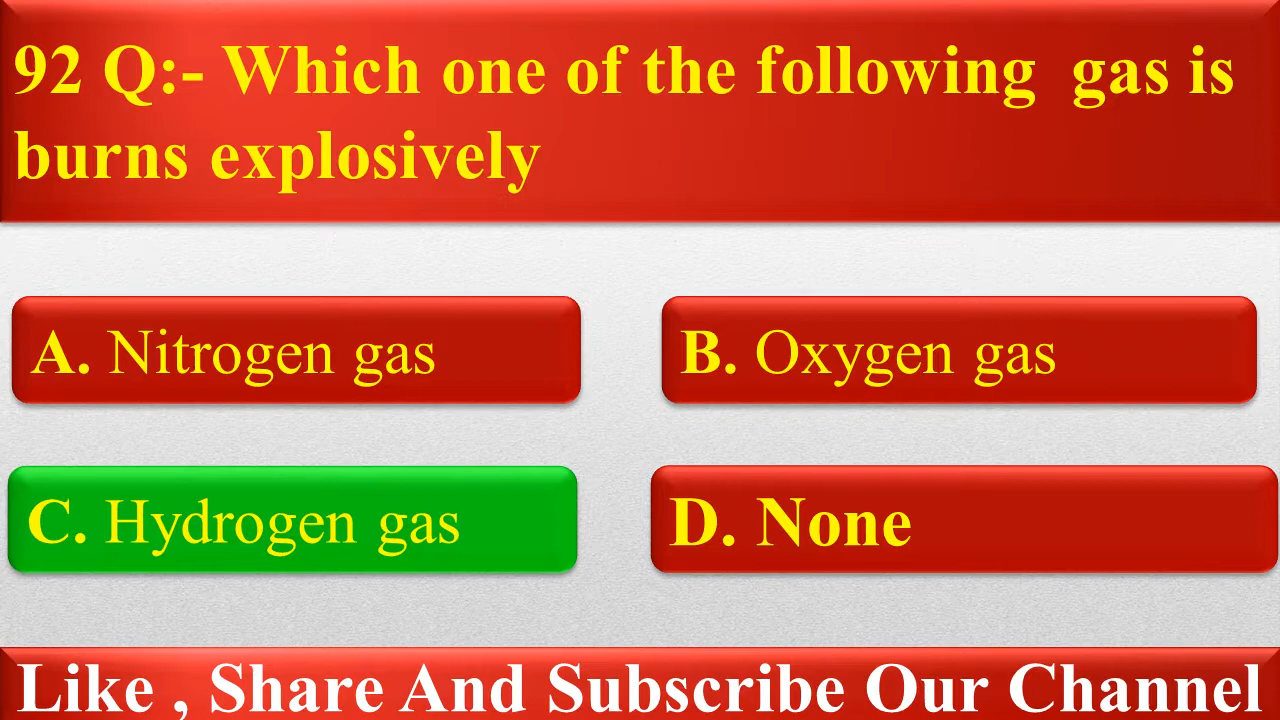 92 Q:- Which one of the following  gas is
burns explosively
A. Nitrogen gas
B. Oxygen gas
C. Hydrogen gas
D. None
Like , Share And Subscribe Our Channel